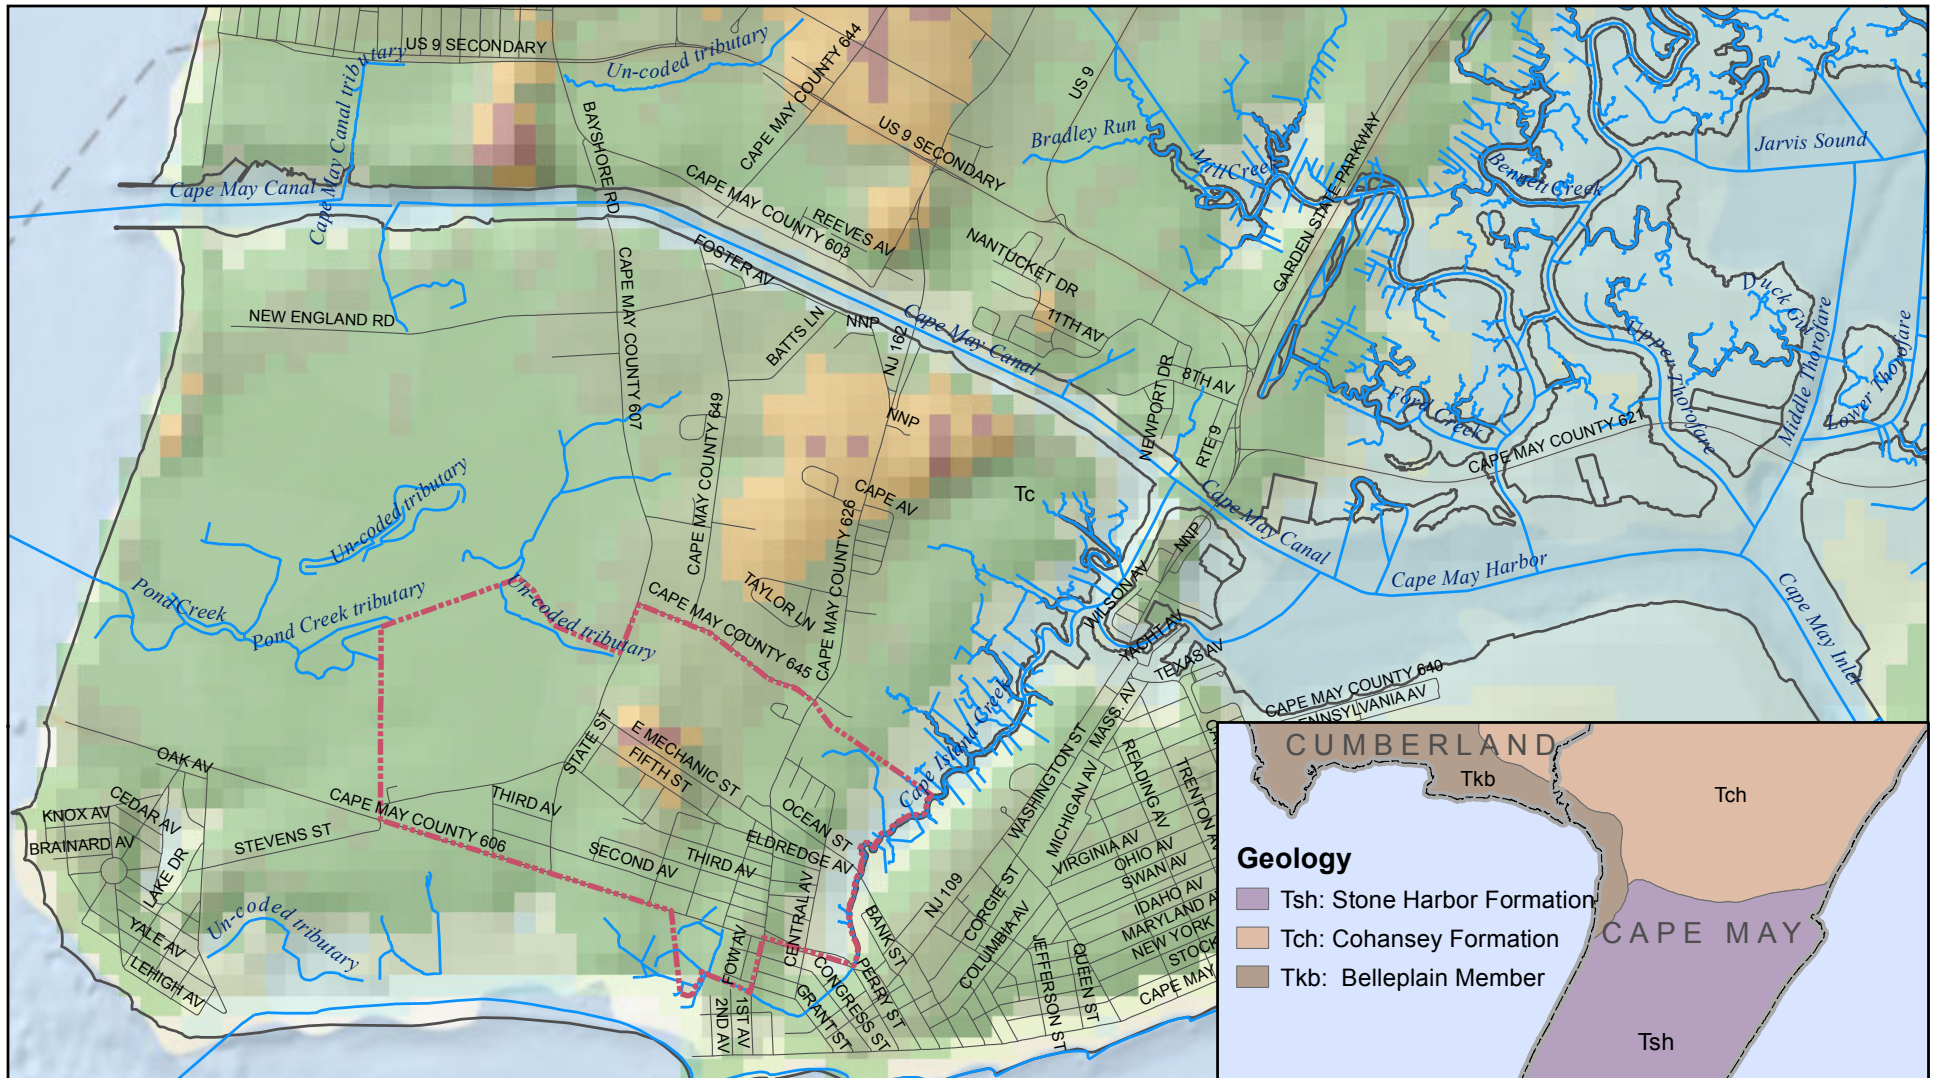 US 9 SECONDARY
Cape May Canal tributary
Un-coded tributary
CAPE MAY COUNTY 644
US 9
US 9 SECONDARY
Bradley Run
Mill Creek
GARDEN STATE PARKWAY
Bennett Creek
Jarvis Sound
BAYSHORE RD
Cape May Canal
CAPE MAY COUNTY 603
REEVES AV
FOSTER AV
NANTUCKET DR
11TH AV
NEW ENGLAND RD
CAPE MAY COUNTY 607
BATTS LN
NNP
NJ 162
Cape May Canal
Duck Gut
Upper Thorofare
Middle Thorofare
Lower Thorofare
8TH AV
NEWPORT DR
RTE 9
Ford Creek
CAPE MAY COUNTY 621
CAPE MAY COUNTY 649
NNP
Un-coded tributary
CAPE AV
CAPE MAY COUNTY 626
Tc
Cape May Canal
NNP
Cape May Harbor
Cape May Inlet
WILSON AV
YACHT AV
TEXAS AV
Pond Creek
Pond Creek tributary
Un-coded tributary
TAYLOR LN
CAPE MAY COUNTY 645
CAPE MAY COUNTY 640
ENNSYLVANIA AV
Cape Island Creek
MASS. AV
WASHINGTON ST
MICHIGAN AV
READING AV
TRENTON A
CA
OAK AV
STATE ST
E MECHANIC ST
FIFTH ST
KNOX AV
CEDAR AV
BRAINARD AV
LAKE DR
STEVENS ST
CAPE MAY COUNTY 606
THIRD AV
SECOND AV
THIRD AV
OCEAN ST
ELDREDGE AV
CENTRAL AV
VIRGINIA AV
OHIO AV
SWAN AV
IDAHO AV
MARYLAND A
NEW YORK
STOCK
CAPE MAY
NJ 109
CORGIE ST
COLUMBIA AV
JEFFERSON ST
QUEEN ST
BANK ST
PERRY ST
CONGRESS ST
GRANT ST
FOW AV
1ST AV
2ND AV
YALE AV
LEHIGH AV
Un-coded tributary
CUMBERLAND
Tkb
Tch
CAPE MAY
Tsh
Geology
Tsh: Stone Harbor Formation
Tch: Cohansey Formation
Tkb: Belleplain Member